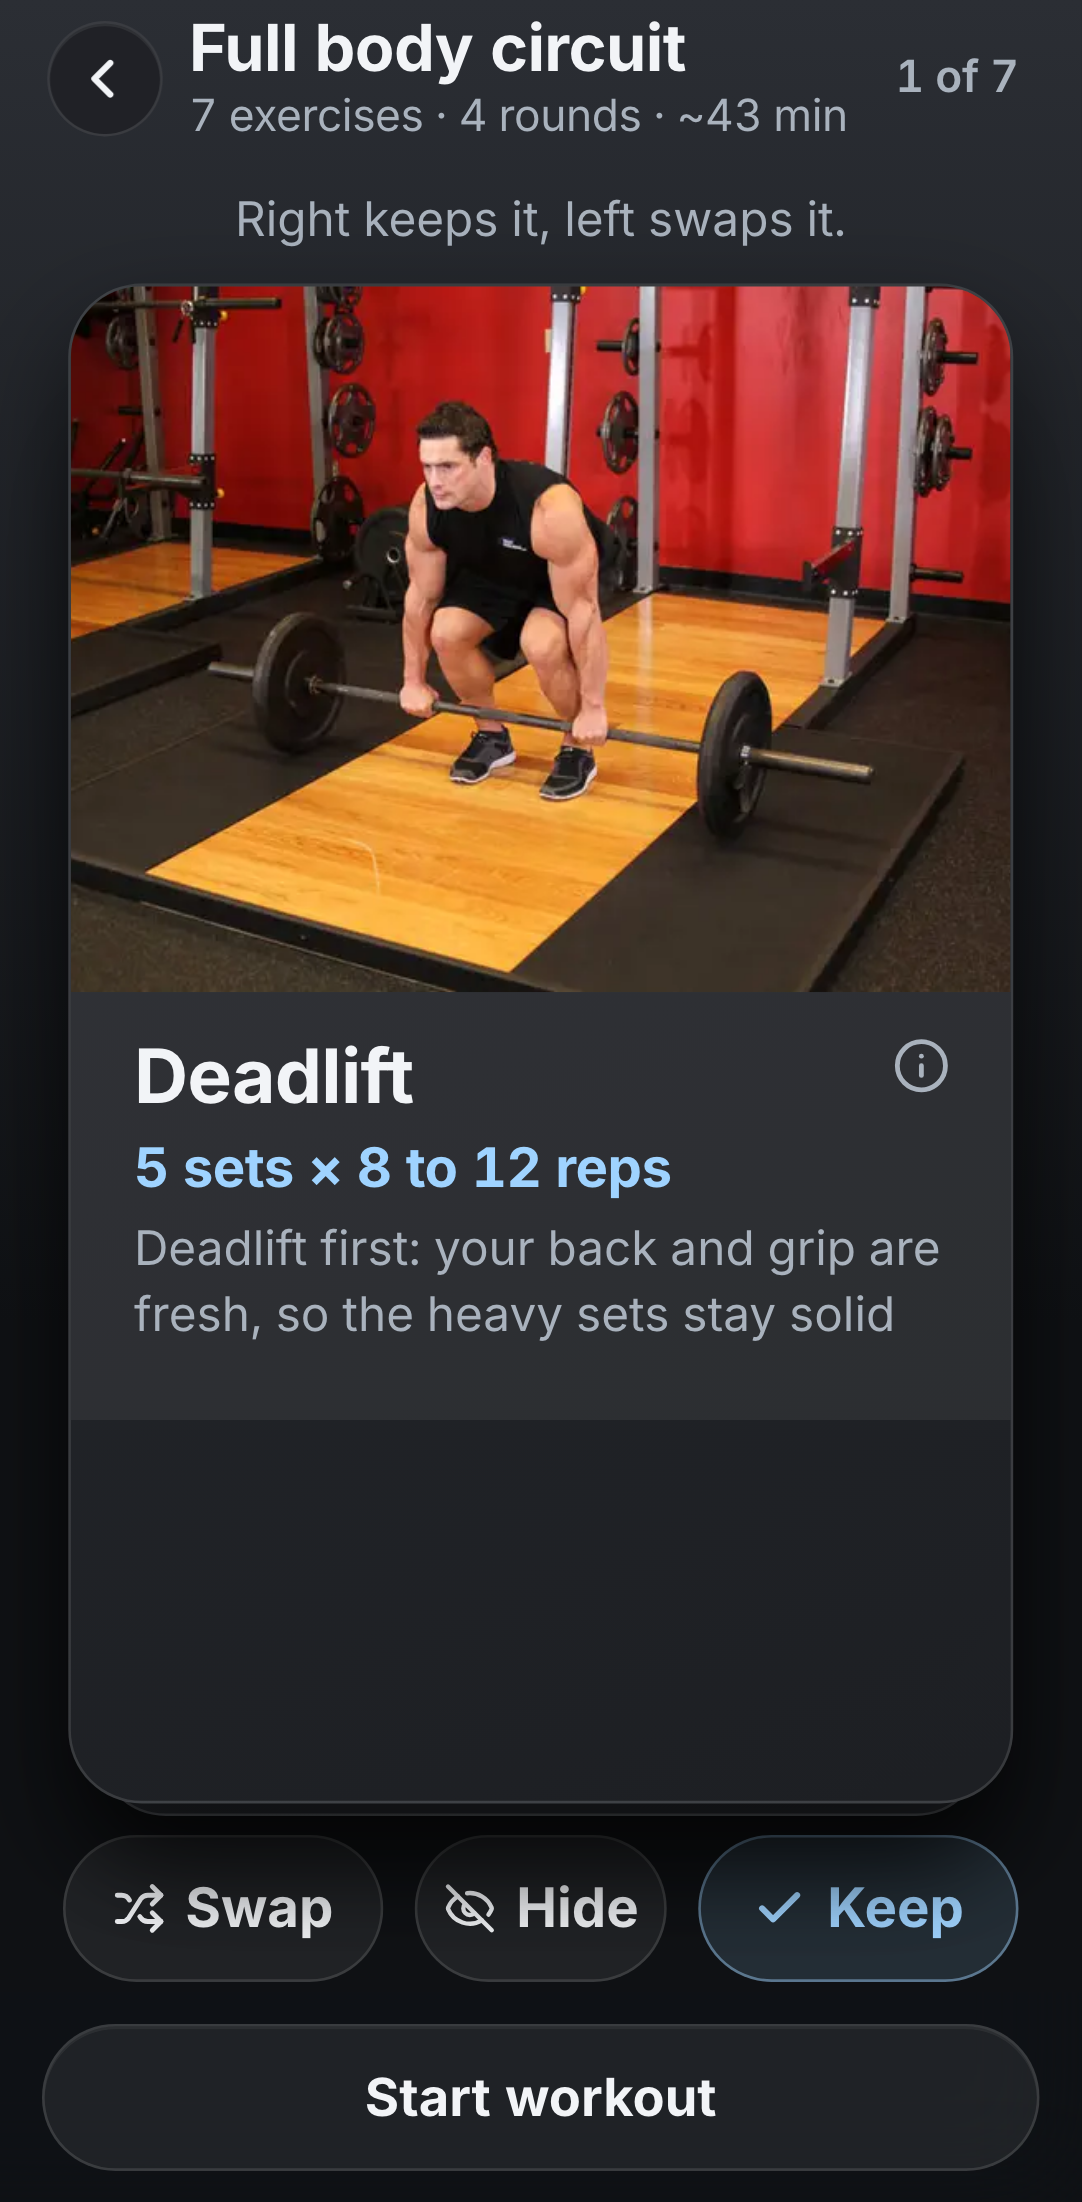 Full body circuit
7 exercises · 4 rounds · ~43 min
1 of 7
Right keeps it, left swaps it.
Deadlift
5 sets × 8 to 12 reps
Deadlift first: your back and grip are
fresh, so the heavy sets stay solid
Swap
Hide
Keep
Start workout